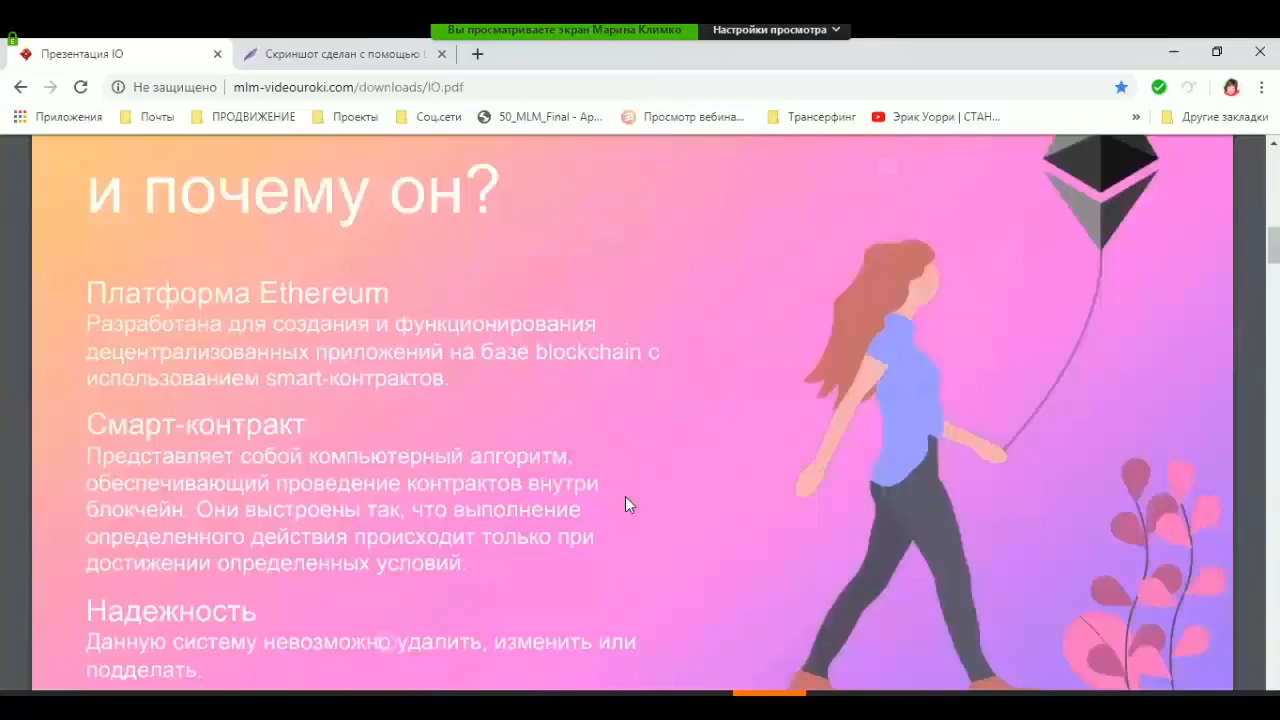 Вы просматриваете экран Марина Климко
Настройки просмотра
Презентация IO
Скриншот сделан с помощью
Не защищено
mlm-videouroki.com/downloads/IO.pdf
Приложения
Почты
ПРОДВИЖЕНИЕ
Проекты
Соц.сети
50_MLM_Final - Ap...
Просмотр вебина...
Трансерфинг
Эрик Уорри | СТАН...
»
Другие закладки
и почему он?
Платформа Ethereum
Разработана для создания и функционирования
децентрализованных приложений на базе blockchain с
использованием smart-контрактов.
Смарт-контракт
Представляет собой компьютерный алгоритм,
обеспечивающий проведение контрактов внутри
блокчейн. Они выстроены так, что выполнение
определенного действия происходит только при
достижении определенных условий.
Надежность
Данную систему невозможно удалить, изменить или
подделать.